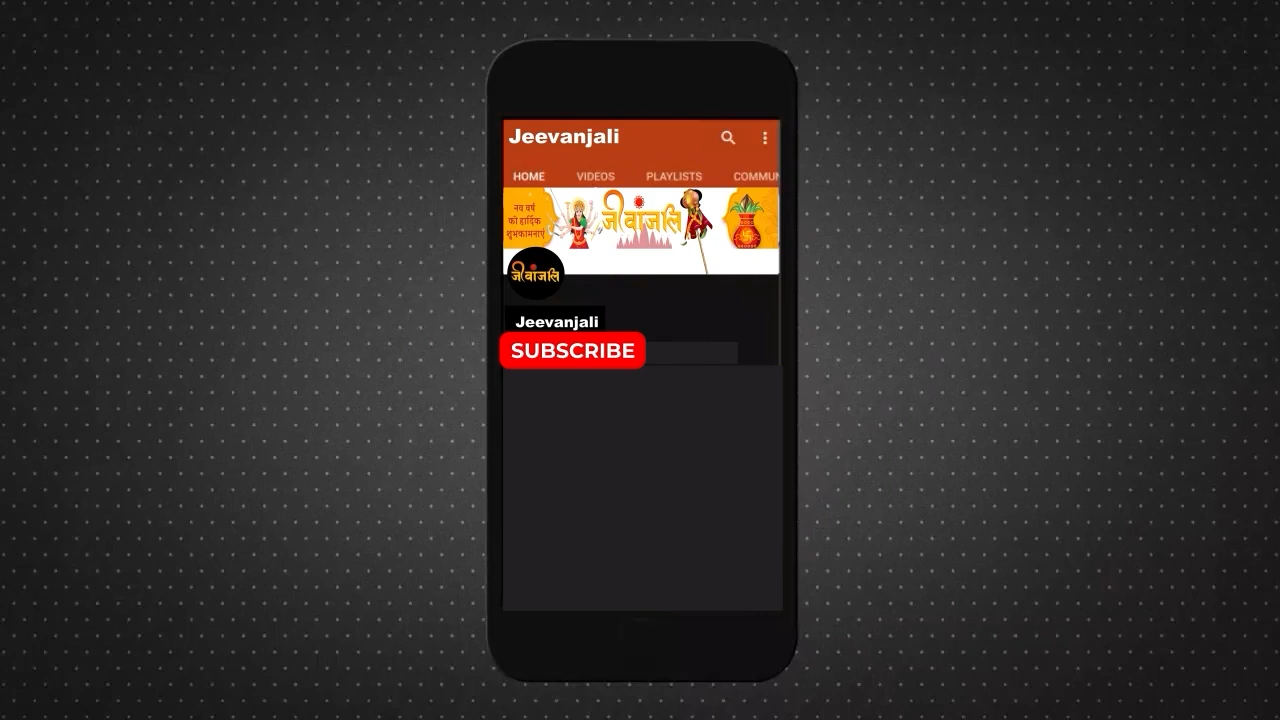 Jeevanjali
HOME VIDEOS PLAYLISTS COMMUN
नव वर्ष
की हार्दिक
शुभकामनाएं
जीवांजलि
जीवांजलि
Jeevanjali
SUBSCRIBE